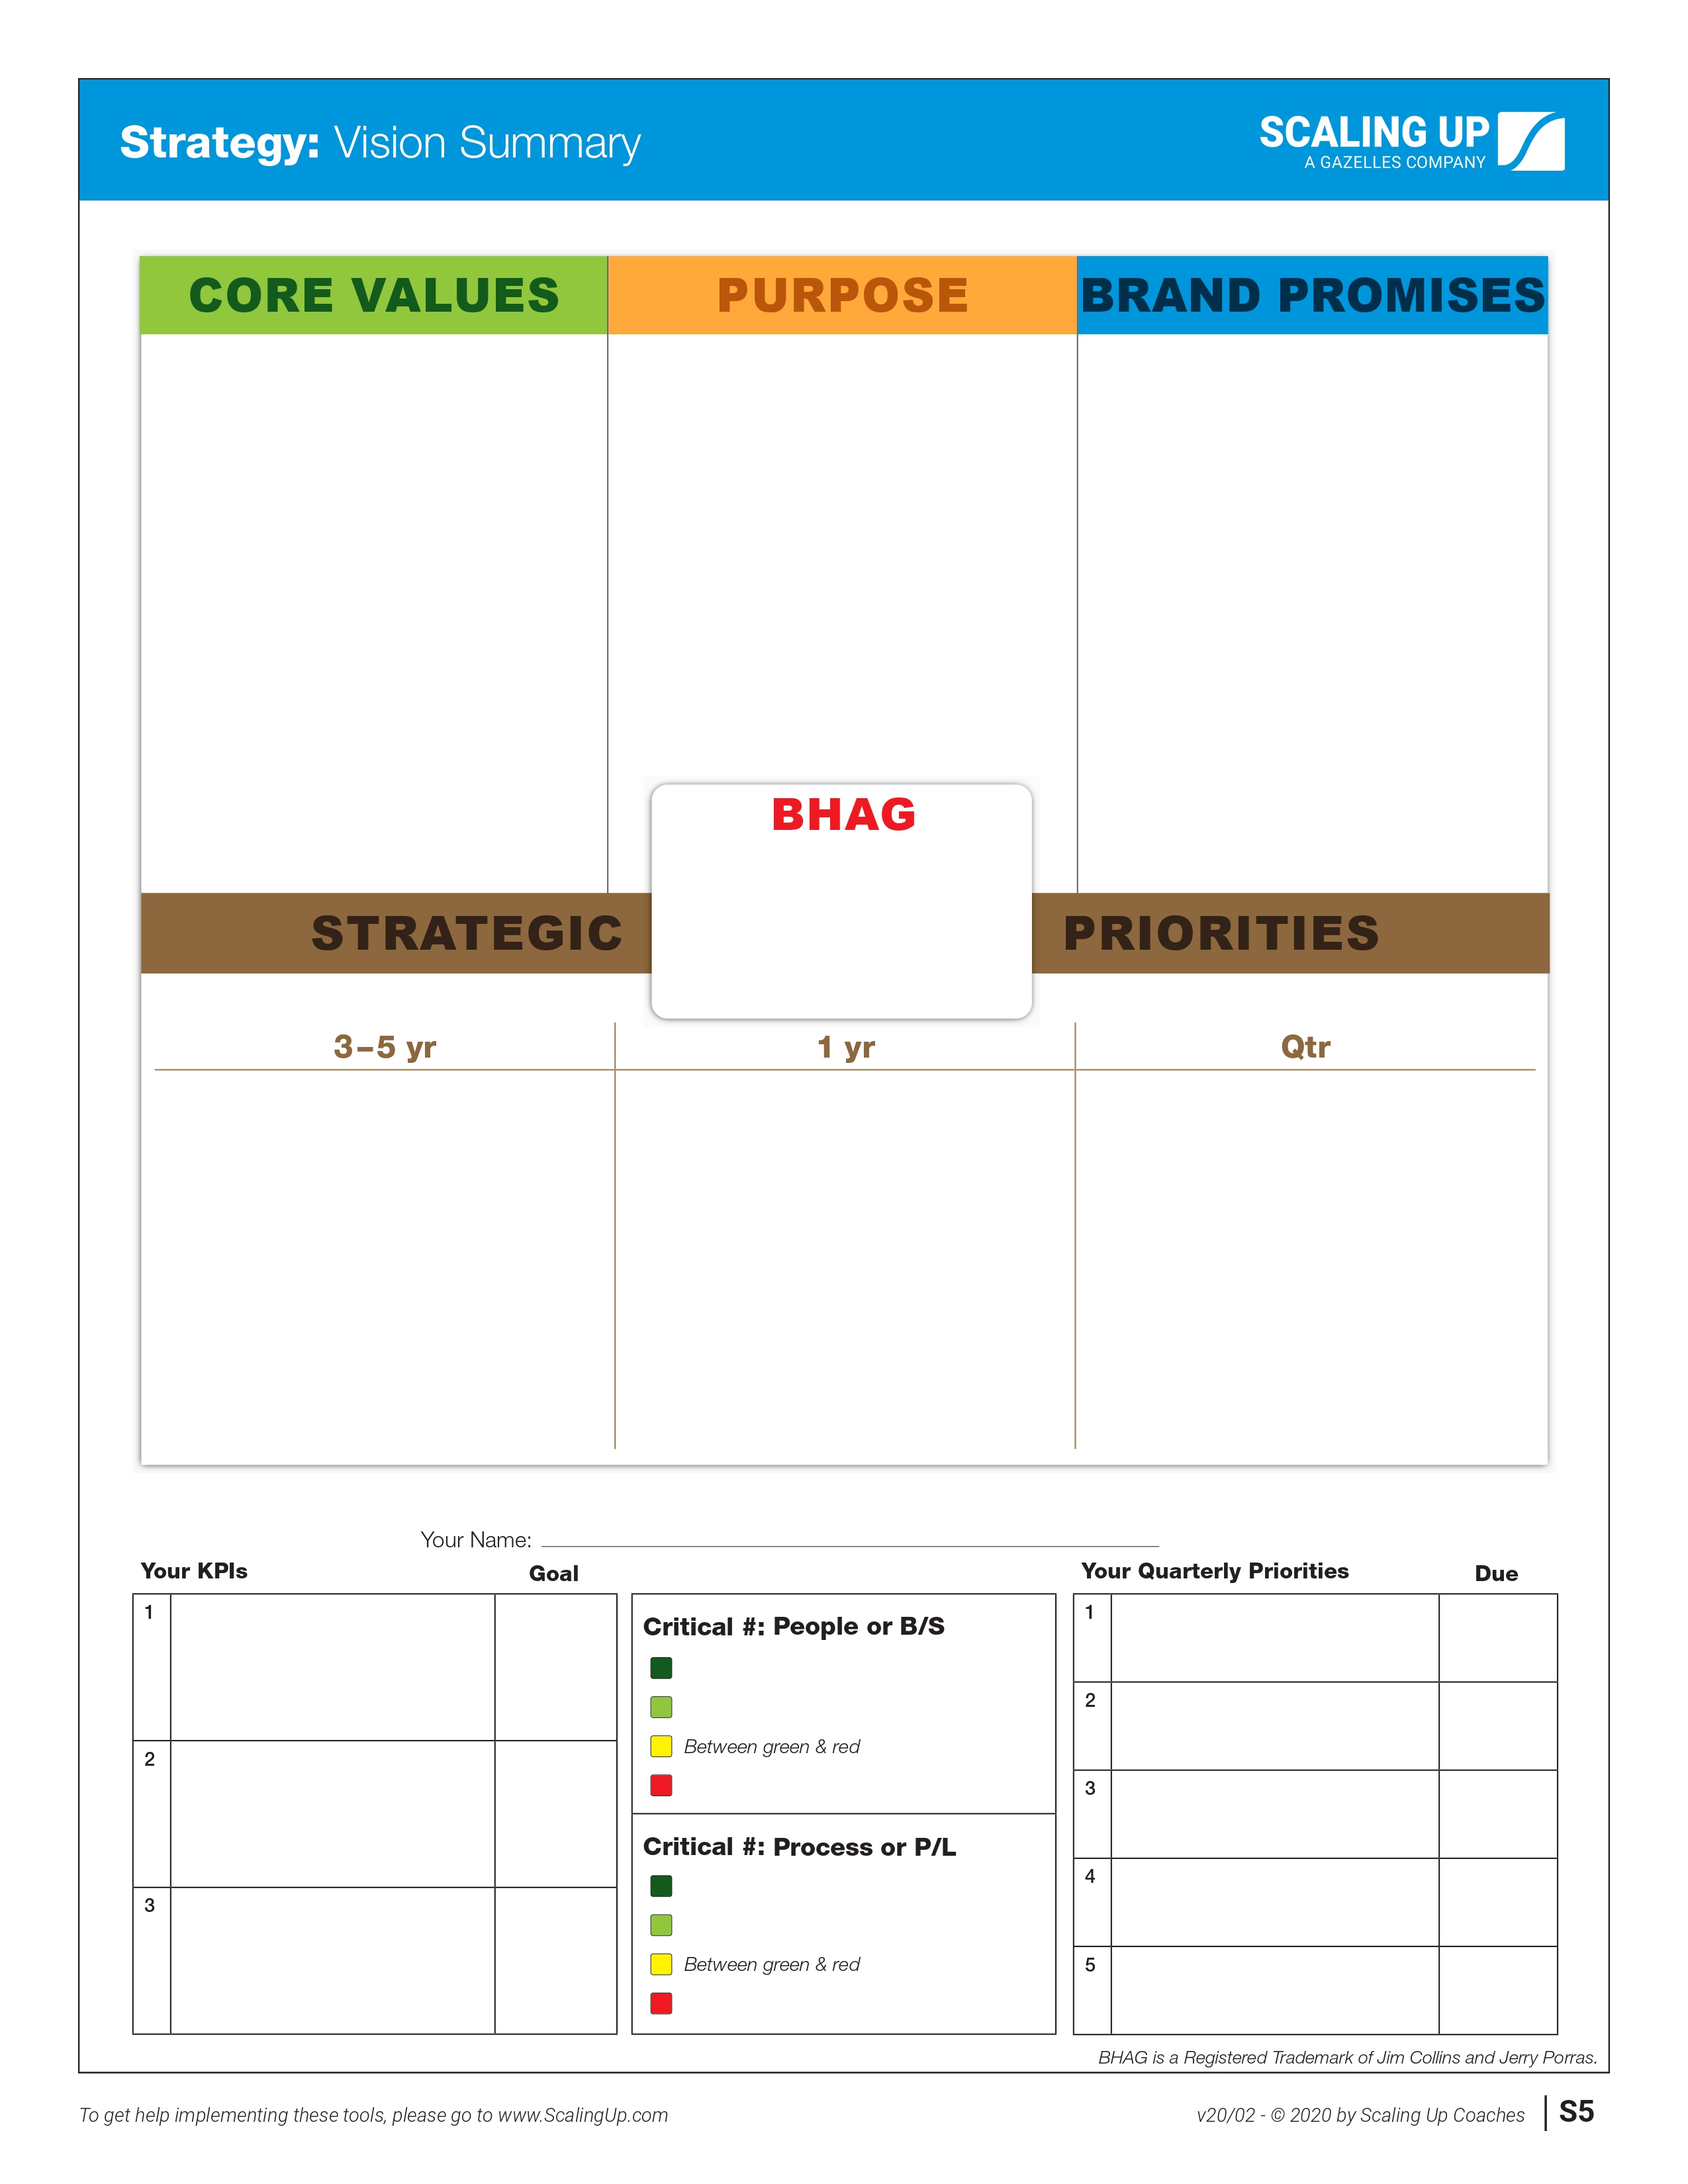 Strategy: Vision Summary
SCALING UP
A GAZELLES COMPANY
CORE VALUES
PURPOSE
BRAND PROMISES
BHAG
STRATEGIC
PRIORITIES
3–5 yr
1 yr
Qtr
Your Name:
Your KPIs
Goal
1
2
3
Critical #: People or B/S
Between green & red
Critical #: Process or P/L
Between green & red
Your Quarterly Priorities
Due
1
2
3
4
5
BHAG is a Registered Trademark of Jim Collins and Jerry Porras.
To get help implementing these tools, please go to www.ScalingUp.com
v20/02 - © 2020 by Scaling Up Coaches
S5